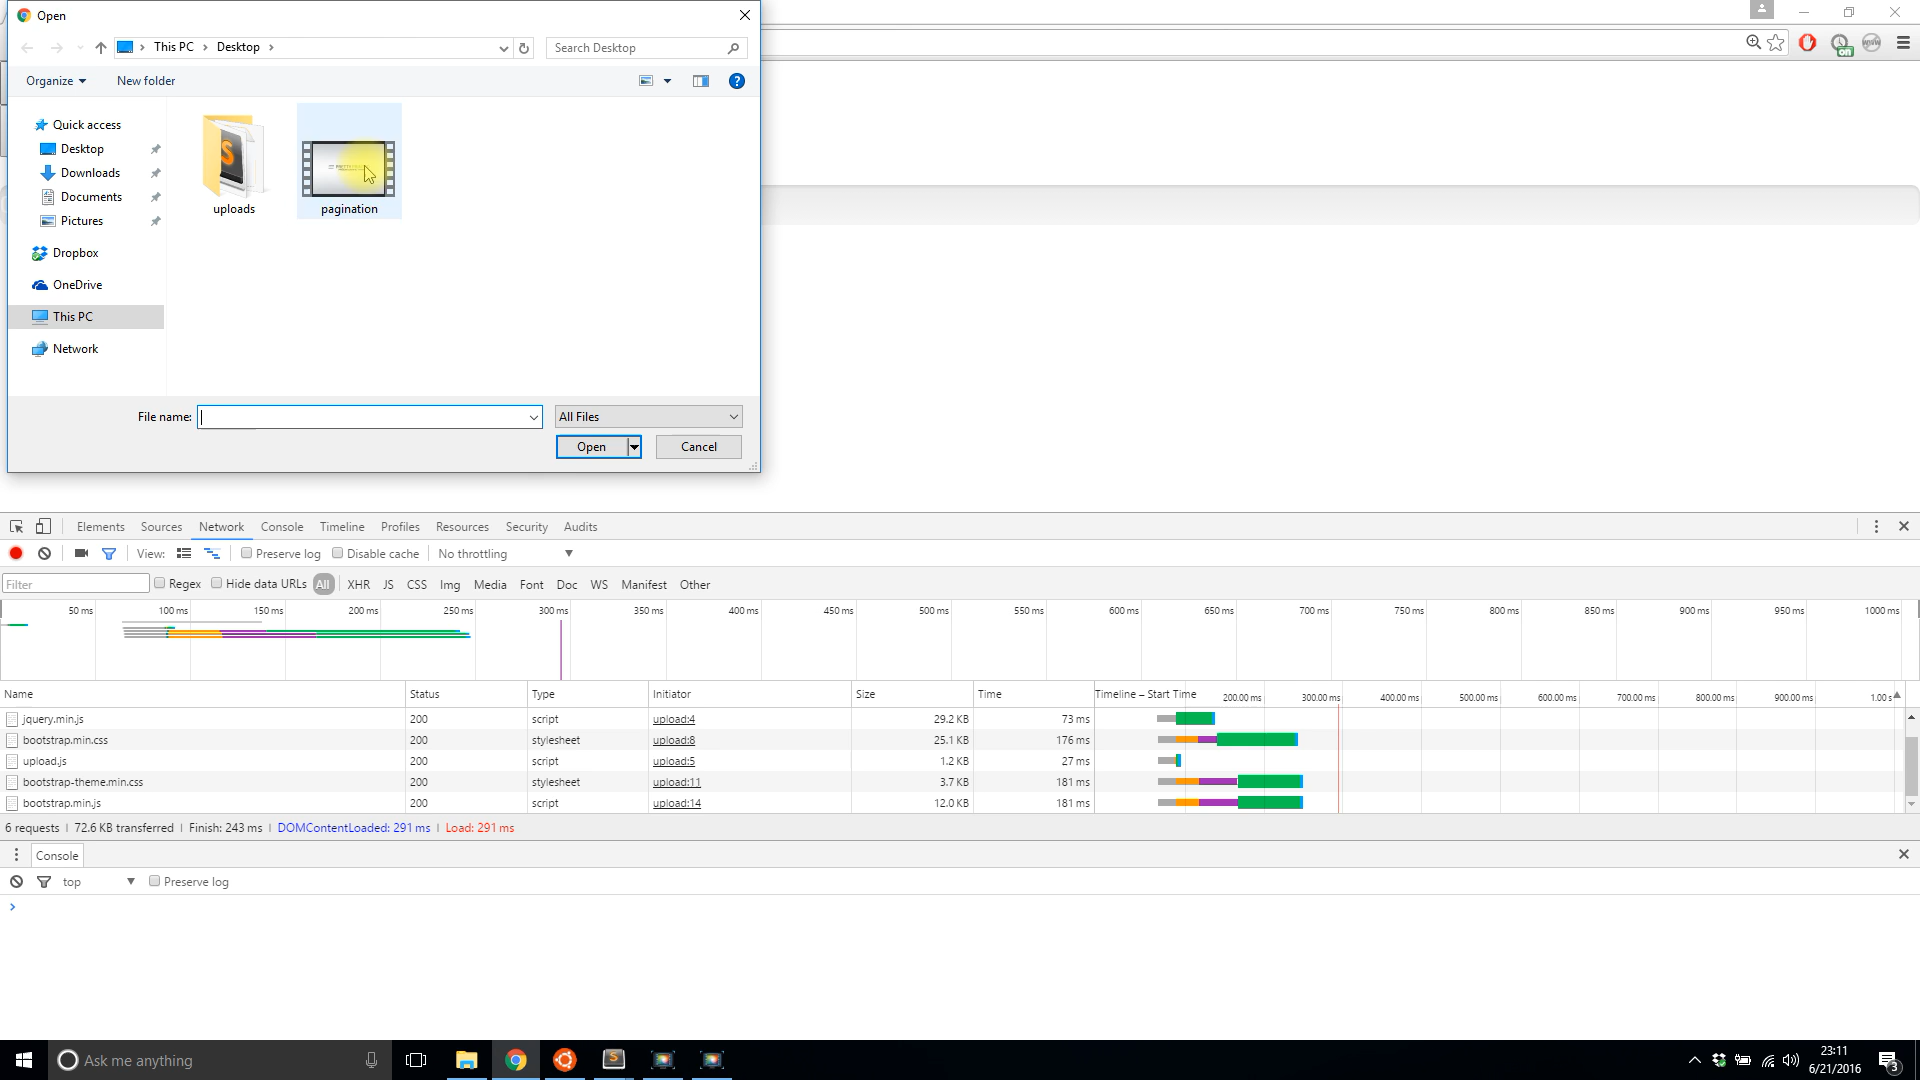 Open
This PC
Desktop
Search Desktop
Organize
New folder
?
Quick access
Desktop
Downloads
Documents
Pictures
Dropbox
OneDrive
This PC
Network
uploads
pagination
File name:
All Files
Open
Cancel
on
Elements
Sources
Network
Console
Timeline
Profiles
Resources
Security
Audits
View:
Preserve log
Disable cache
No throttling
Filter
Regex
Hide data URLs
All
XHR
JS
CSS
Img
Media
Font
Doc
WS
Manifest
Other
50 ms
100 ms
150 ms
200 ms
250 ms
300 ms
350 ms
400 ms
450 ms
500 ms
550 ms
600 ms
650 ms
700 ms
750 ms
800 ms
850 ms
900 ms
950 ms
1000 ms
Name Status Type Initiator Size Time Timeline – Start Time 200.00 ms 300.00 ms 400.00 ms 500.00 ms 600.00 ms 700.00 ms 800.00 ms 900.00 ms 1.00 s
jquery.min.js 200 script upload:4 29.2 KB 73 ms
bootstrap.min.css 200 stylesheet upload:8 25.1 KB 176 ms
upload.js 200 script upload:5 1.2 KB 27 ms
bootstrap-theme.min.css 200 stylesheet upload:11 3.7 KB 181 ms
bootstrap.min.js 200 script upload:14 12.0 KB 181 ms
6 requests | 72.6 KB transferred | Finish: 243 ms | DOMContentLoaded: 291 ms | Load: 291 ms
Console
top
Preserve log
Ask me anything
23:11
6/21/2016
3